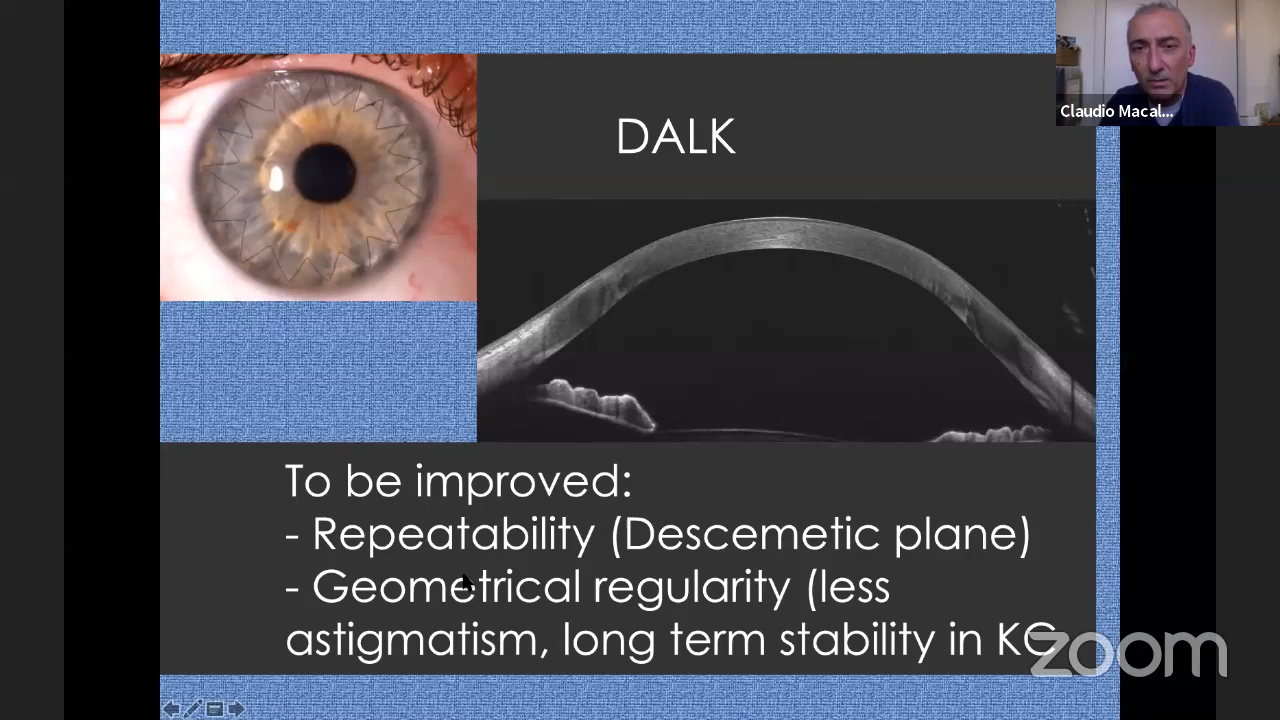 Claudio Macal...
DALK
To be improved:
- Repeatability (Descemetic plane)
- Geometrical regularity (less
astigmatism, long term stability in KC
zoom